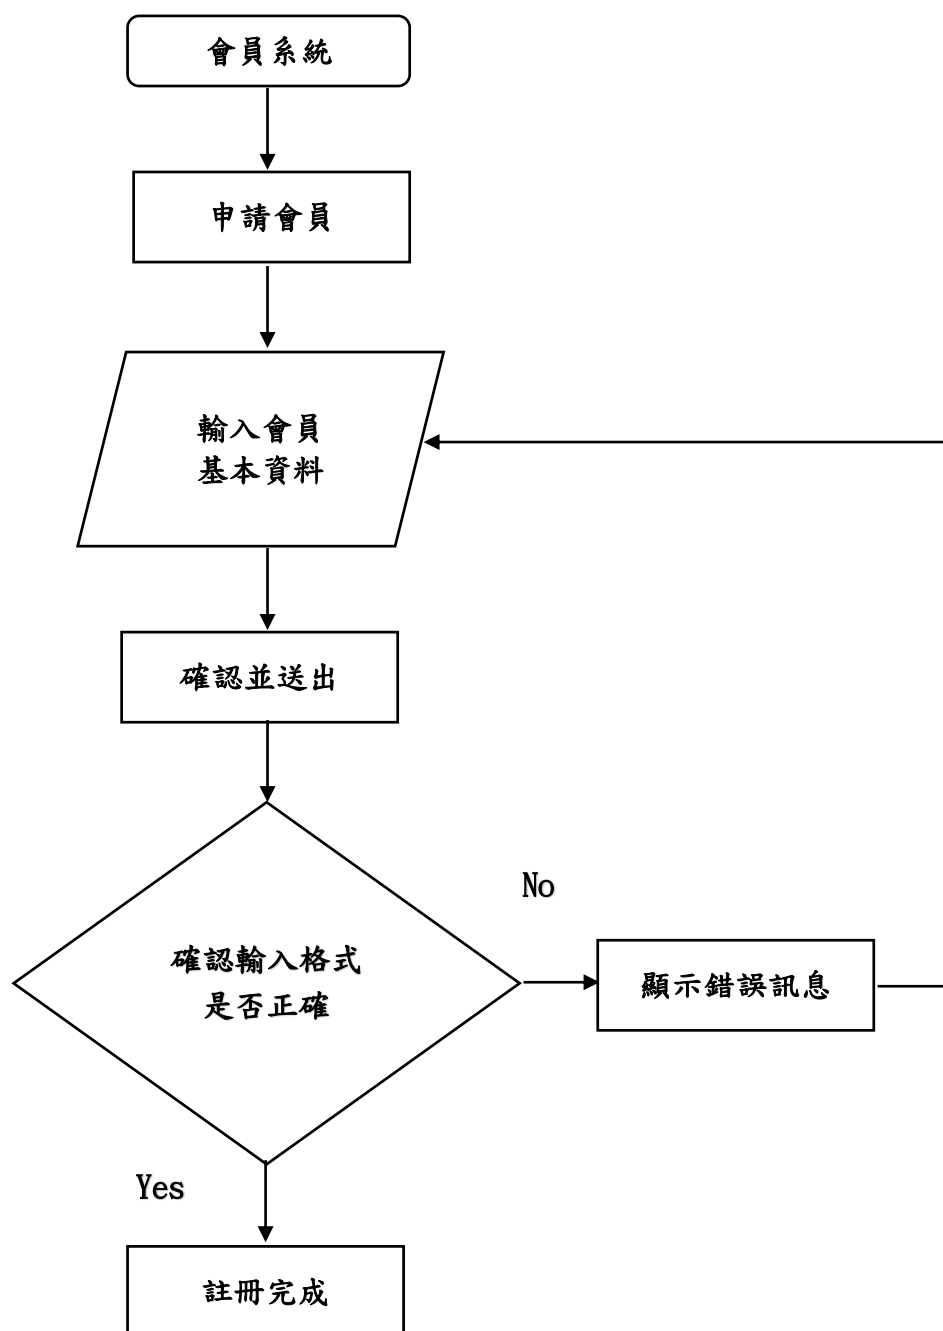 會員系統
申請會員
輸入會員
基本資料
確認並送出
No
確認輸入格式
是否正確
顯示錯誤訊息
Yes
註冊完成